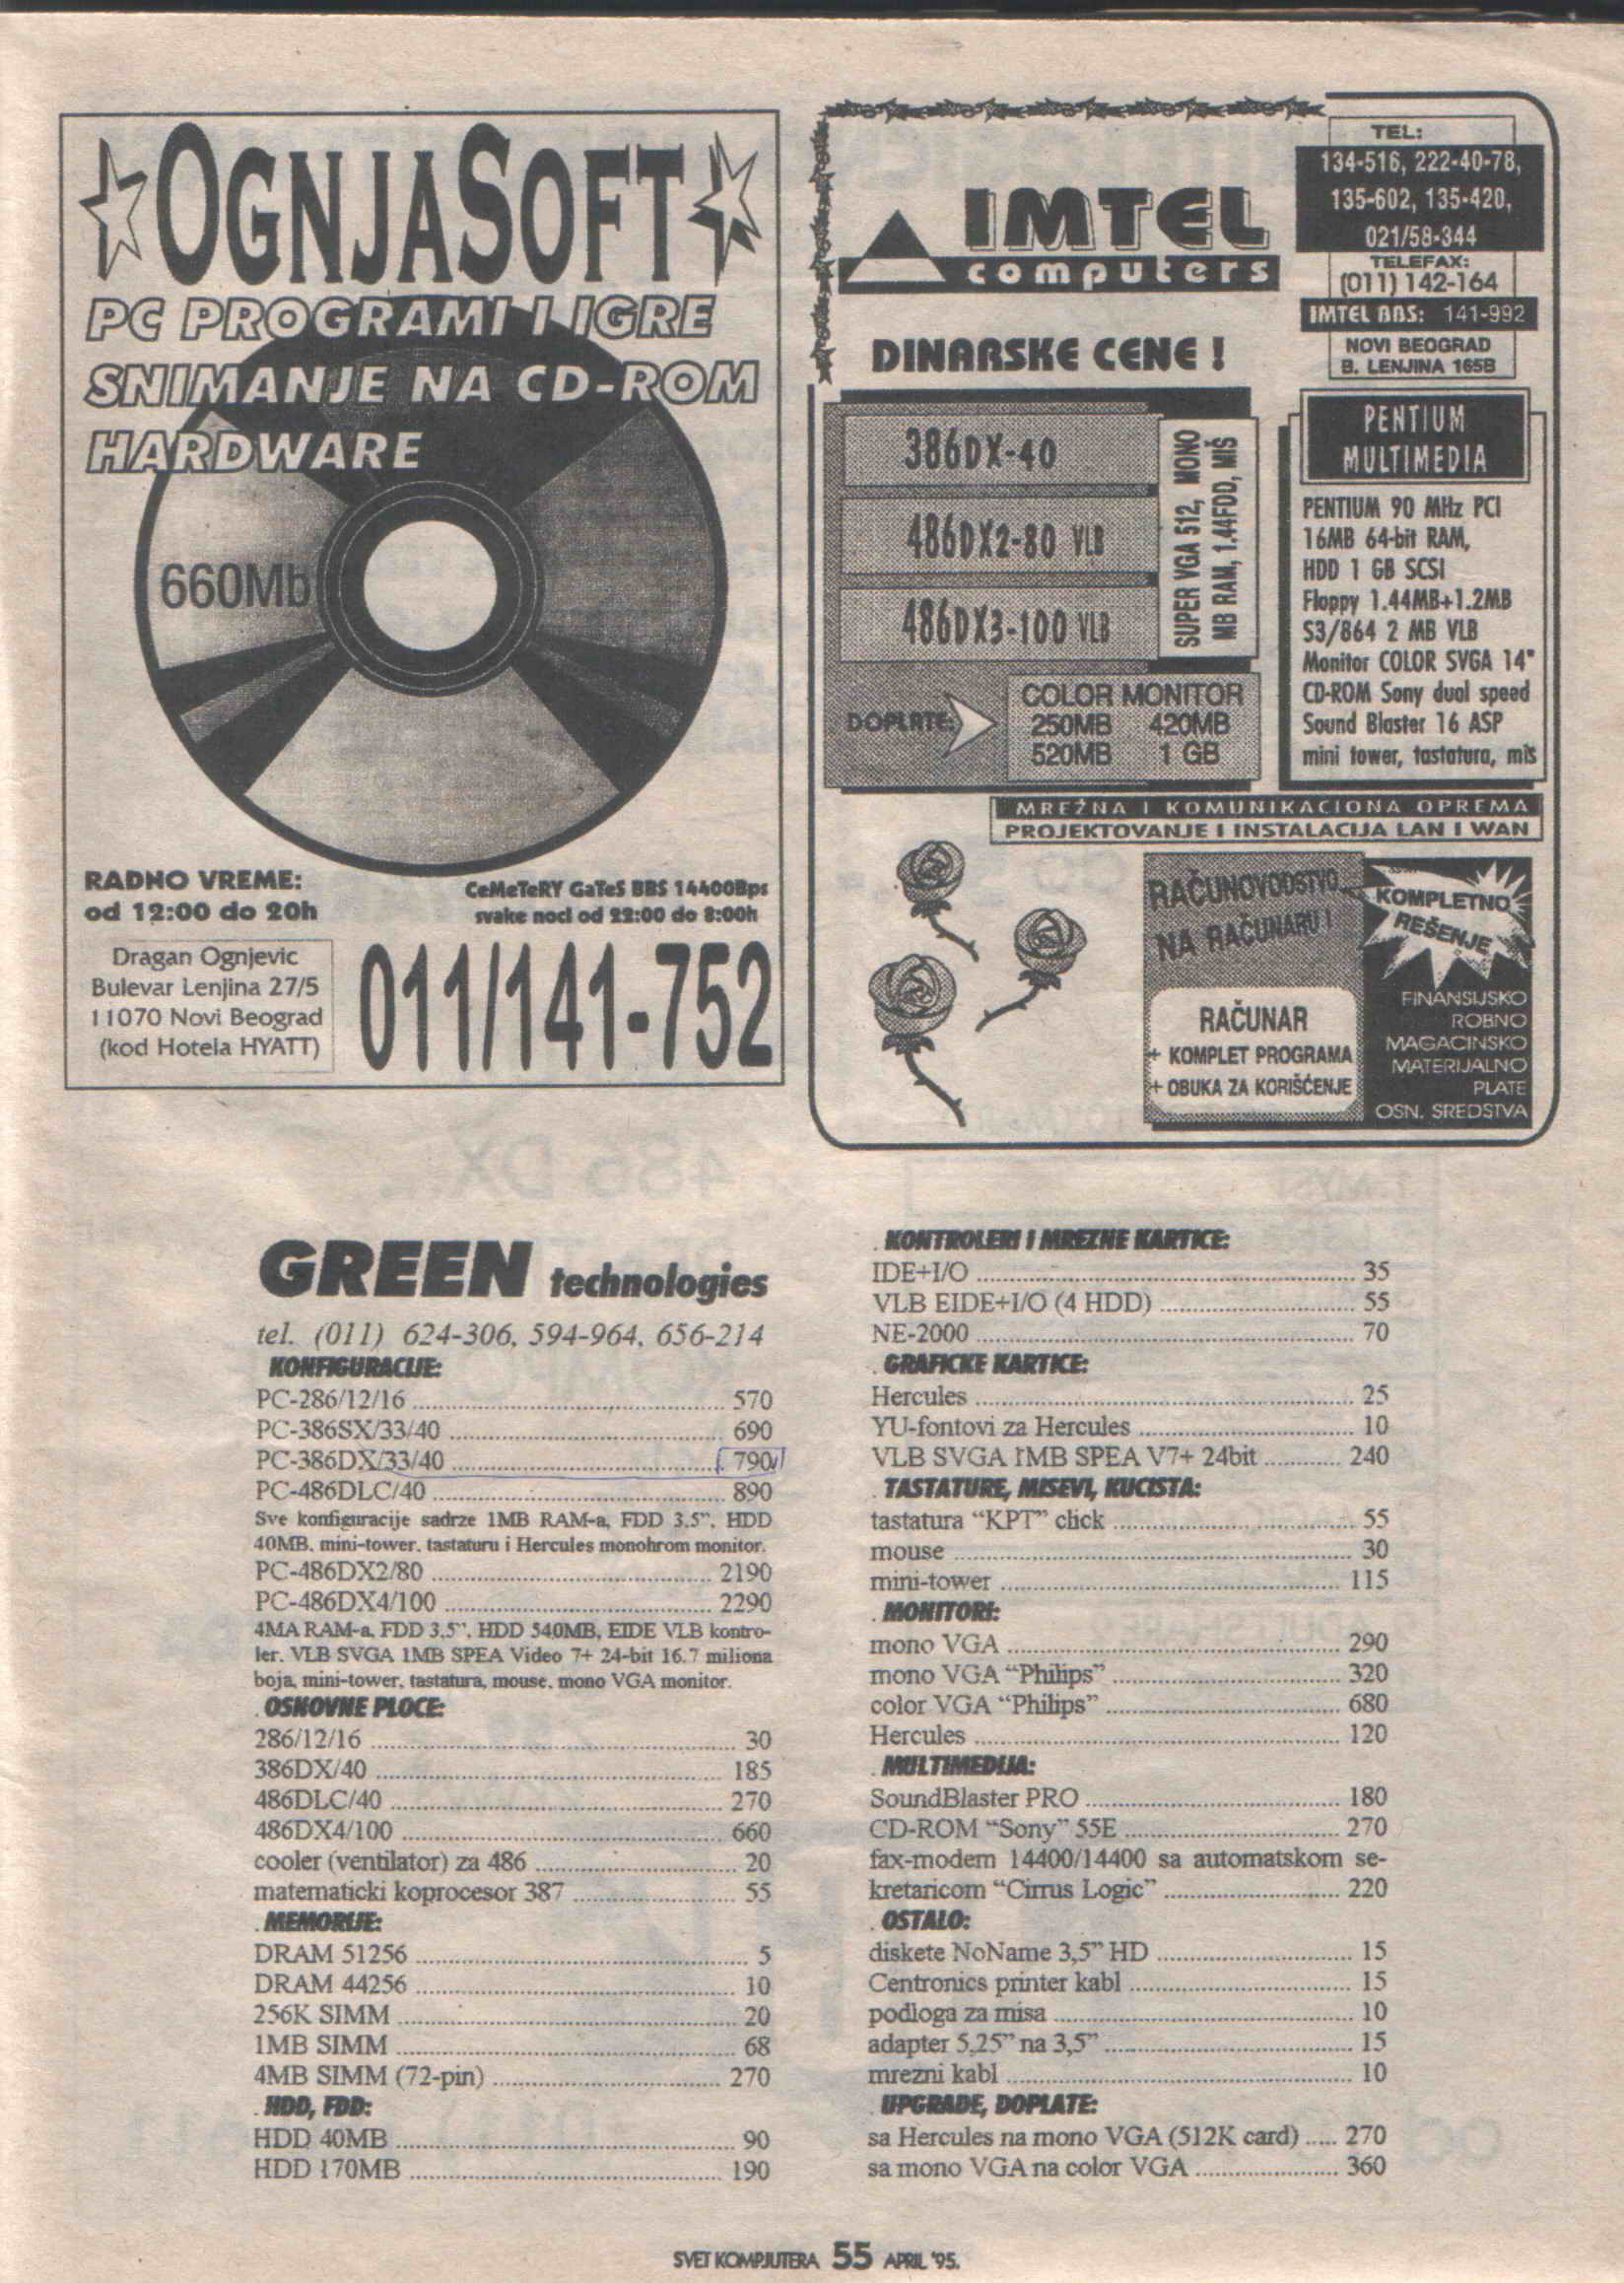 OGNJASOFT
PC PROGRAMI I IGRE
SNIMANJE NA CD-ROM
HARDWARE
660Mb
RADNO VREME:
od 12:00 do 20h
CeMeTeRY GaTeS BBS 14400Bps
svake noci od 22:00 do 8:00h
Dragan Ognjevic
Bulevar Lenjina 27/5
11070 Novi Beograd
(kod Hotela HYATT)
011/141-752
IMTEL
computers
TEL:
134-516, 222-40-78,
135-602, 135-420,
021/58-344
TELEFAX:
(011) 142-164
IMTEL BBS: 141-992
NOVI BEOGRAD
B. LENJINA 165B
DINARSKE CENE !
386DX-40
486DX2-80 VLB
486DX3-100 VLB
SUPER VGA 512, MONO
MB RAM, 1.44FDD, MIŠ
DOPLATE:
COLOR MONITOR
250MB 420MB
520MB 1 GB
PENTIUM
MULTIMEDIA
PENTIUM 90 MHz PCI
16MB 64-bit RAM,
HDD 1 GB SCSI
Floppy 1.44MB+1.2MB
S3/864 2 MB VLB
Monitor COLOR SVGA 14"
CD-ROM Sony dual speed
Sound Blaster 16 ASP
mini tower, tastatura, mis
MREŽNA I KOMUNIKACIONA OPREMA
PROJEKTOVANJE I INSTALACIJA LAN I WAN
RAČUNOVODSTVO
NA RAČUNARU !
RAČUNAR
+ KOMPLET PROGRAMA
+ OBUKA ZA KORIŠĆENJE
KOMPLETNO
REŠENJE
FINANSIJSKO
ROBNO
MAGACINSKO
MATERIJALNO
PLATE
OSN. SREDSTVA
GREEN technologies
tel. (011) 624-306, 594-964, 656-214
KONFIGURACIJE:
PC-286/12/16 ........ 570
PC-386SX/33/40 ........ 690
PC-386DX/33/40 ........ 790
PC-486DLC/40 ........ 890
Sve konfiguracije sadrze 1MB RAM-a, FDD 3.5", HDD
40MB, mini-tower, tastaturu i Hercules monohrom monitor.
PC-486DX2/80 ........ 2190
PC-486DX4/100 ........ 2290
4MA RAM-a, FDD 3.5", HDD 540MB, EIDE VLB kontro-
ler, VLB SVGA 1MB SPEA Video 7+ 24-bit 16.7 miliona
boja, mini-tower, tastatura, mouse, mono VGA monitor.
. OSNOVNE PLOCE:
286/12/16 ........ 30
386DX/40 ........ 185
486DLC/40 ........ 270
486DX4/100 ........ 660
cooler (ventilator) za 486 ........ 20
matematicki koprocesor 387 ........ 55
. MEMORIJE:
DRAM 51256 ........ 5
DRAM 44256 ........ 10
256K SIMM ........ 20
1MB SIMM ........ 68
4MB SIMM (72-pin) ........ 270
. HDD, FDD:
HDD 40MB ........ 90
HDD 170MB ........ 190
. KONTROLERI I MREZNE KARTICE:
IDE+I/O ........ 35
VLB EIDE+I/O (4 HDD) ........ 55
NE-2000 ........ 70
. GRAFICKE KARTICE:
Hercules ........ 25
YU-fontovi za Hercules ........ 10
VLB SVGA 1MB SPEA V7+ 24bit ........ 240
. TASTATURE, MISEVI, KUCISTA:
tastatura "KPT" click ........ 55
mouse ........ 30
mini-tower ........ 115
. MONITORI:
mono VGA ........ 290
mono VGA "Philips" ........ 320
color VGA "Philips" ........ 680
Hercules ........ 120
. MULTIMEDIJA:
SoundBlaster PRO ........ 180
CD-ROM "Sony" 55E ........ 270
fax-modem 14400/14400 sa automatskom se-
kretaricom "Cirrus Logic" ........ 220
. OSTALO:
diskete NoName 3,5" HD ........ 15
Centronics printer kabl ........ 15
podloga za misa ........ 10
adapter 5,25" na 3,5" ........ 15
mrezni kabl ........ 10
. UPGRADE, DOPLATE:
sa Hercules na mono VGA (512K card) ..... 270
sa mono VGA na color VGA ........ 360
SVET KOMPJUTERA 55 APRIL '95.